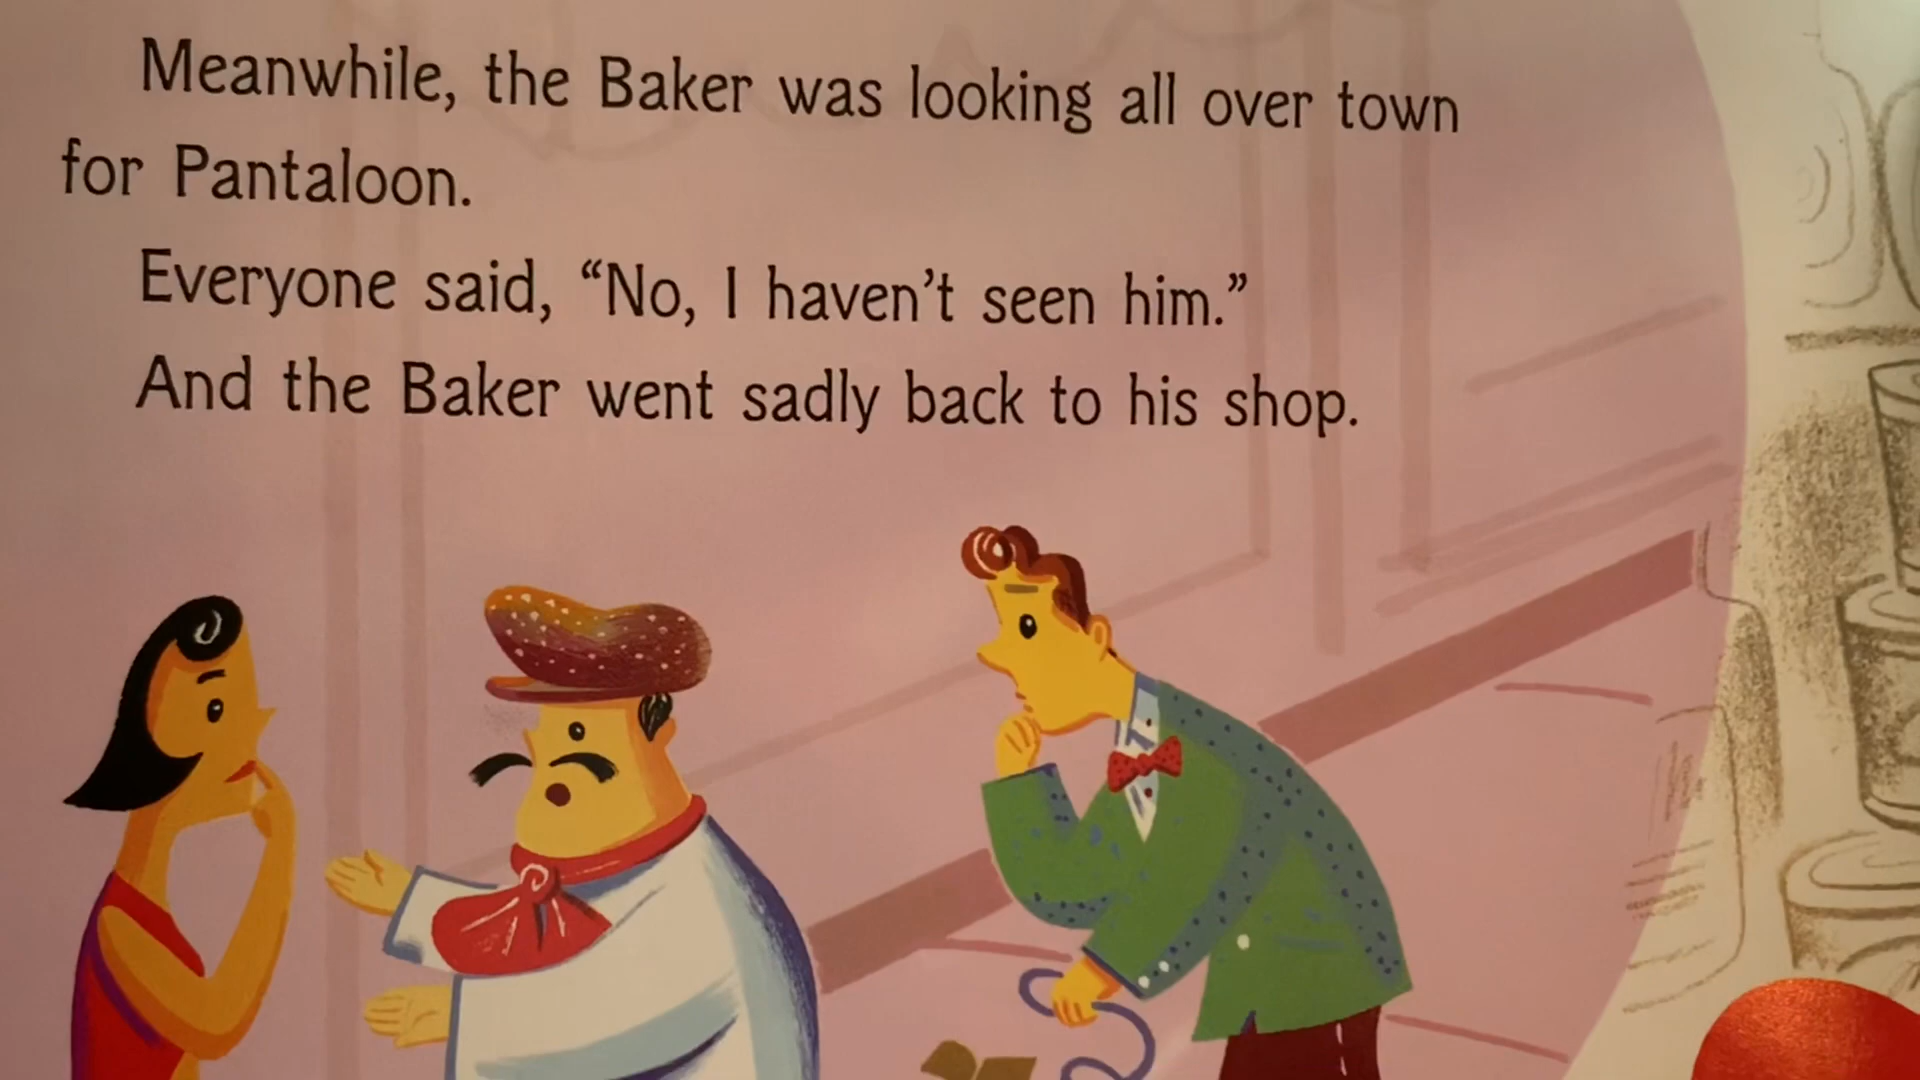 Meanwhile, the Baker was looking all over town
for Pantaloon.
Everyone said, “No, I haven’t seen him.”
And the Baker went sadly back to his shop.